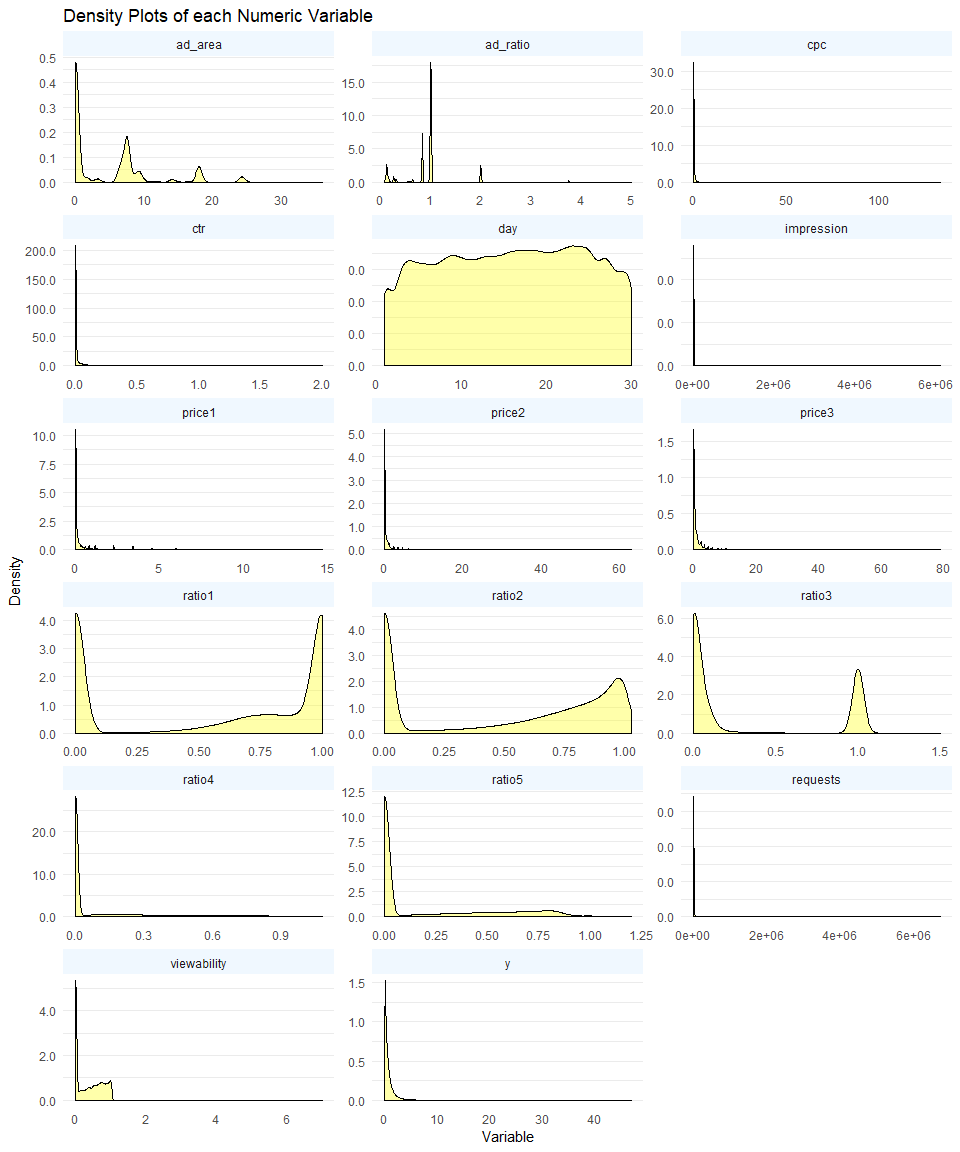 Density Plots of each Numeric Variable
ad_area
ad_ratio
cpc
0.5
0.4
0.3
0.2
0.1
0.0
15.0
10.0
5.0
0.0
30.0
20.0
10.0
0.0
0 10 20 30
0 1 2 3 4 5
0 50 100
ctr
day
impression
200.0
150.0
100.0
50.0
0.0
0.0
0.0
0.0
0.0
0.0
0.0
0.0
0.0 0.5 1.0 1.5 2.0
0 10 20 30
0e+00 2e+06 4e+06 6e+06
price1
price2
price3
10.0
7.5
5.0
2.5
0.0
5.0
4.0
3.0
2.0
1.0
0.0
1.5
1.0
0.5
0.0
0 5 10 15
0 20 40 60
0 20 40 60 80
Density
ratio1
ratio2
ratio3
4.0
3.0
2.0
1.0
0.0
4.0
3.0
2.0
1.0
0.0
6.0
4.0
2.0
0.0
0.00 0.25 0.50 0.75 1.00
0.00 0.25 0.50 0.75 1.00
0.0 0.5 1.0 1.5
ratio4
ratio5
requests
20.0
10.0
0.0
12.5
10.0
7.5
5.0
2.5
0.0
0.0
0.0
0.0
0.0
0.0 0.3 0.6 0.9
0.00 0.25 0.50 0.75 1.00 1.25
0e+00 2e+06 4e+06 6e+06
viewability
y
4.0
2.0
0.0
1.5
1.0
0.5
0.0
0 2 4 6
0 10 20 30 40
Variable